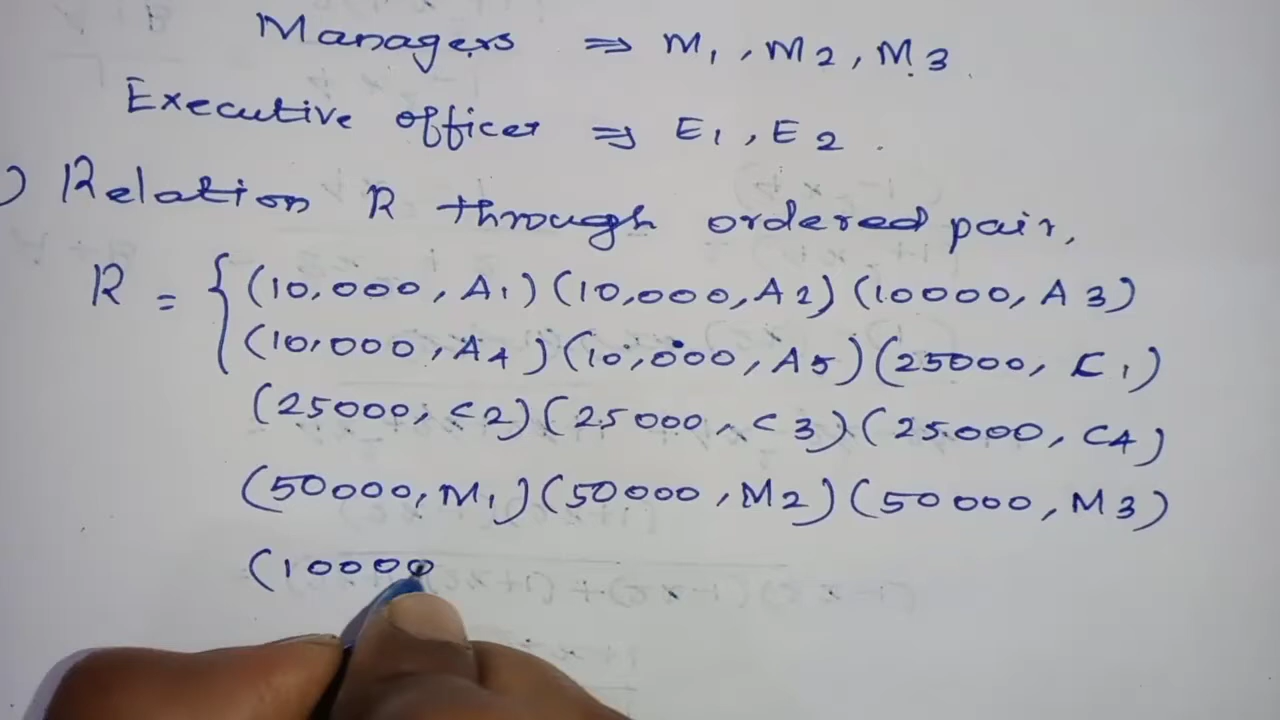 Managers ⇒ M1, M2, M3.
Executive officer ⇒ E1, E2.
) Relation R through ordered pair,
R = { (10,000, A1) (10,000, A2) (10000, A3)
(10,000, A4) (10,000, A5) (25000, C1)
(25000, C2) (25000, C3) (25000, C4)
(50000, M1) (50000, M2) (50000, M3)
(10000